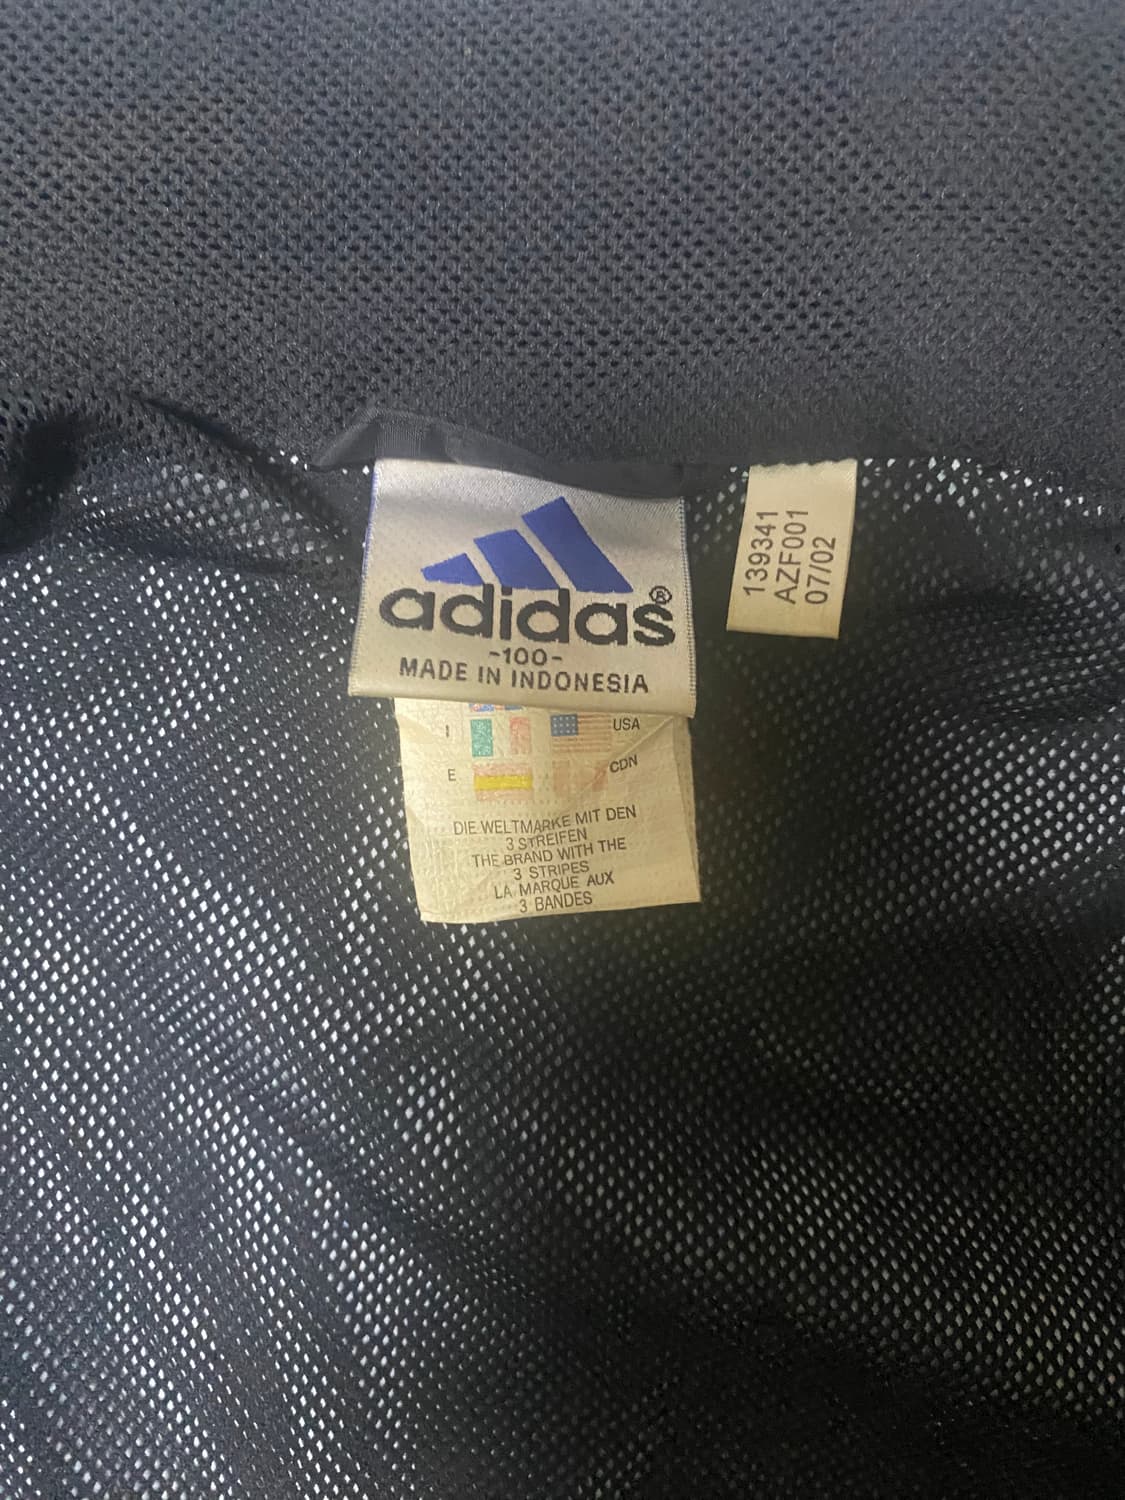 adidas®
-100-
MADE IN INDONESIA
139341
AZF001
07/02
I USA
E CDN
DIE WELTMARKE MIT DEN
3 STREIFEN
THE BRAND WITH THE
3 STRIPES
LA MARQUE AUX
3 BANDES